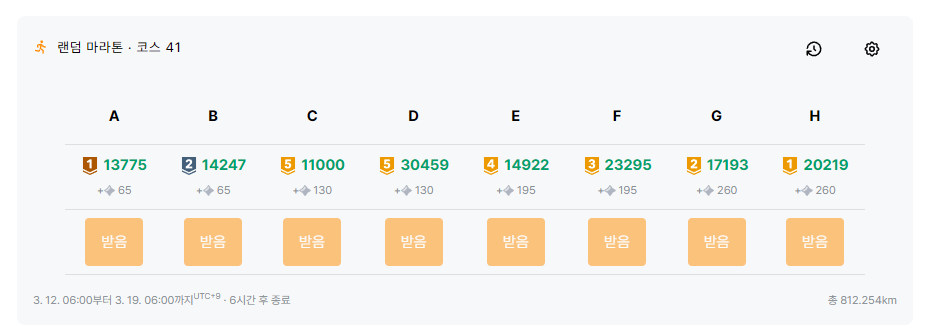 랜덤 마라톤 · 코스 41
A B C D E F G H
1 13775 2 14247 5 11000 5 30459 4 14922 3 23295 2 17193 1 20219
+65 +65 +130 +130 +195 +195 +260 +260
받음 받음 받음 받음 받음 받음 받음 받음
3. 12. 06:00부터 3. 19. 06:00까지UTC+9 · 6시간 후 종료 총 812.254km